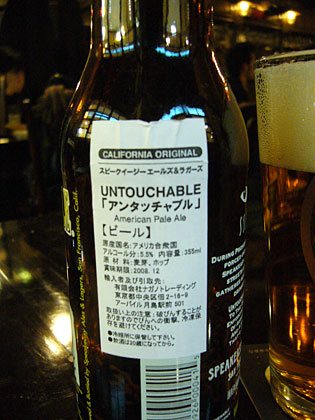 CALIFORNIA ORIGINAL
スピークイージーエールズ&ラガーズ
UNTOUCHABLE
「アンタッチャブル」
American Pale Ale
【ビール】
原産国名:アメリカ合衆国
アルコール分:5.5% 内容量:355ml
原 材 料:麦芽、ホップ
賞味期限:2008.12
輸入者及び引取先:
有限会社ナガノトレーディング
東京都中央区佃2-16-9
アーバイル月島駅前 501
取扱い上の注意:破びんすることが
ありますのでびんへの衝撃、冷凍保
存を避けてください。
●冷暗所に保管して下さい。
●飲酒は20歳になってから。
San Francisco, Calif.
DURING
FORCED
SPEAK
GATHER
SPEAKE